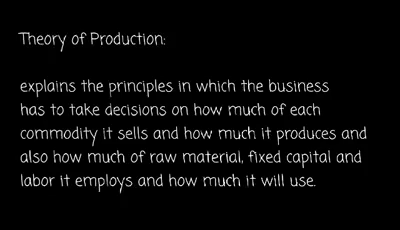 Theory of Production:
explains the principles in which the business
has to take decisions on how much of each
commodity it sells and how much it produces and
also how much of raw material, fixed capital and
labor it employs and how much it will use.